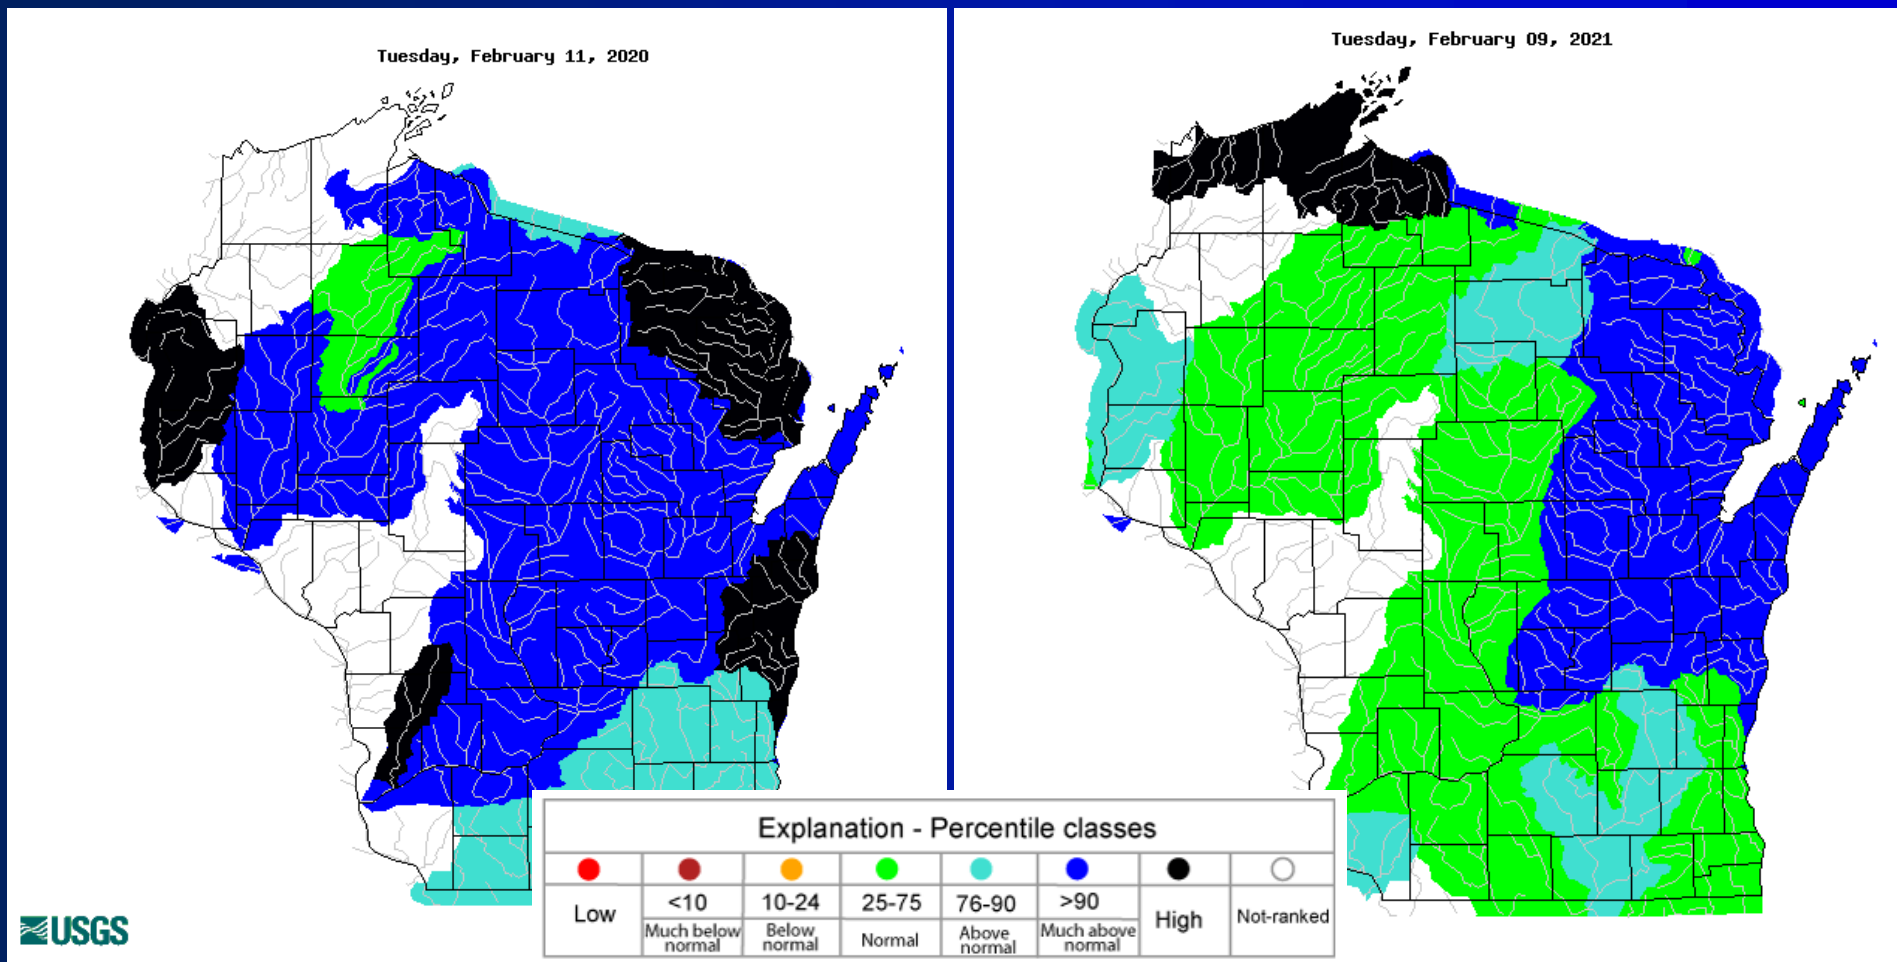 Tuesday, February 11, 2020
Tuesday, February 09, 2021
Explanation - Percentile classes
Low
<10
Much below
normal
10-24
Below
normal
25-75
Normal
76-90
Above
normal
>90
Much above
normal
High
Not-ranked
USGS